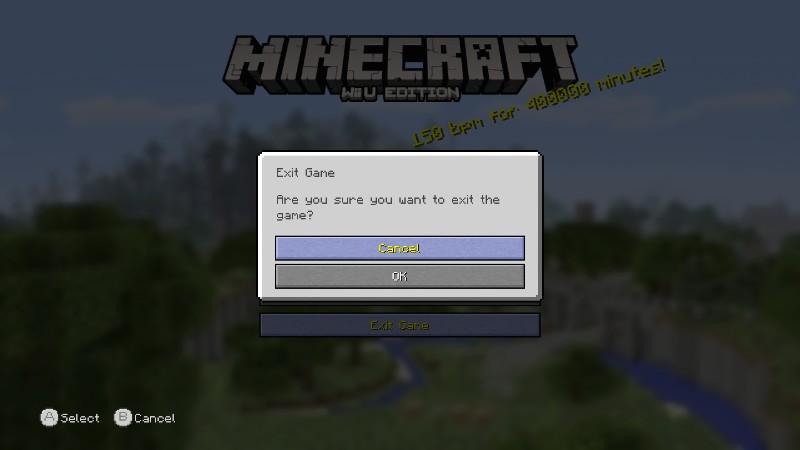 MINECRAFT
Wii U EDITION
150 bpm for 400000 minutes!
Exit Game
Are you sure you want to exit the
game?
Cancel
OK
Exit Game
A Select B Cancel